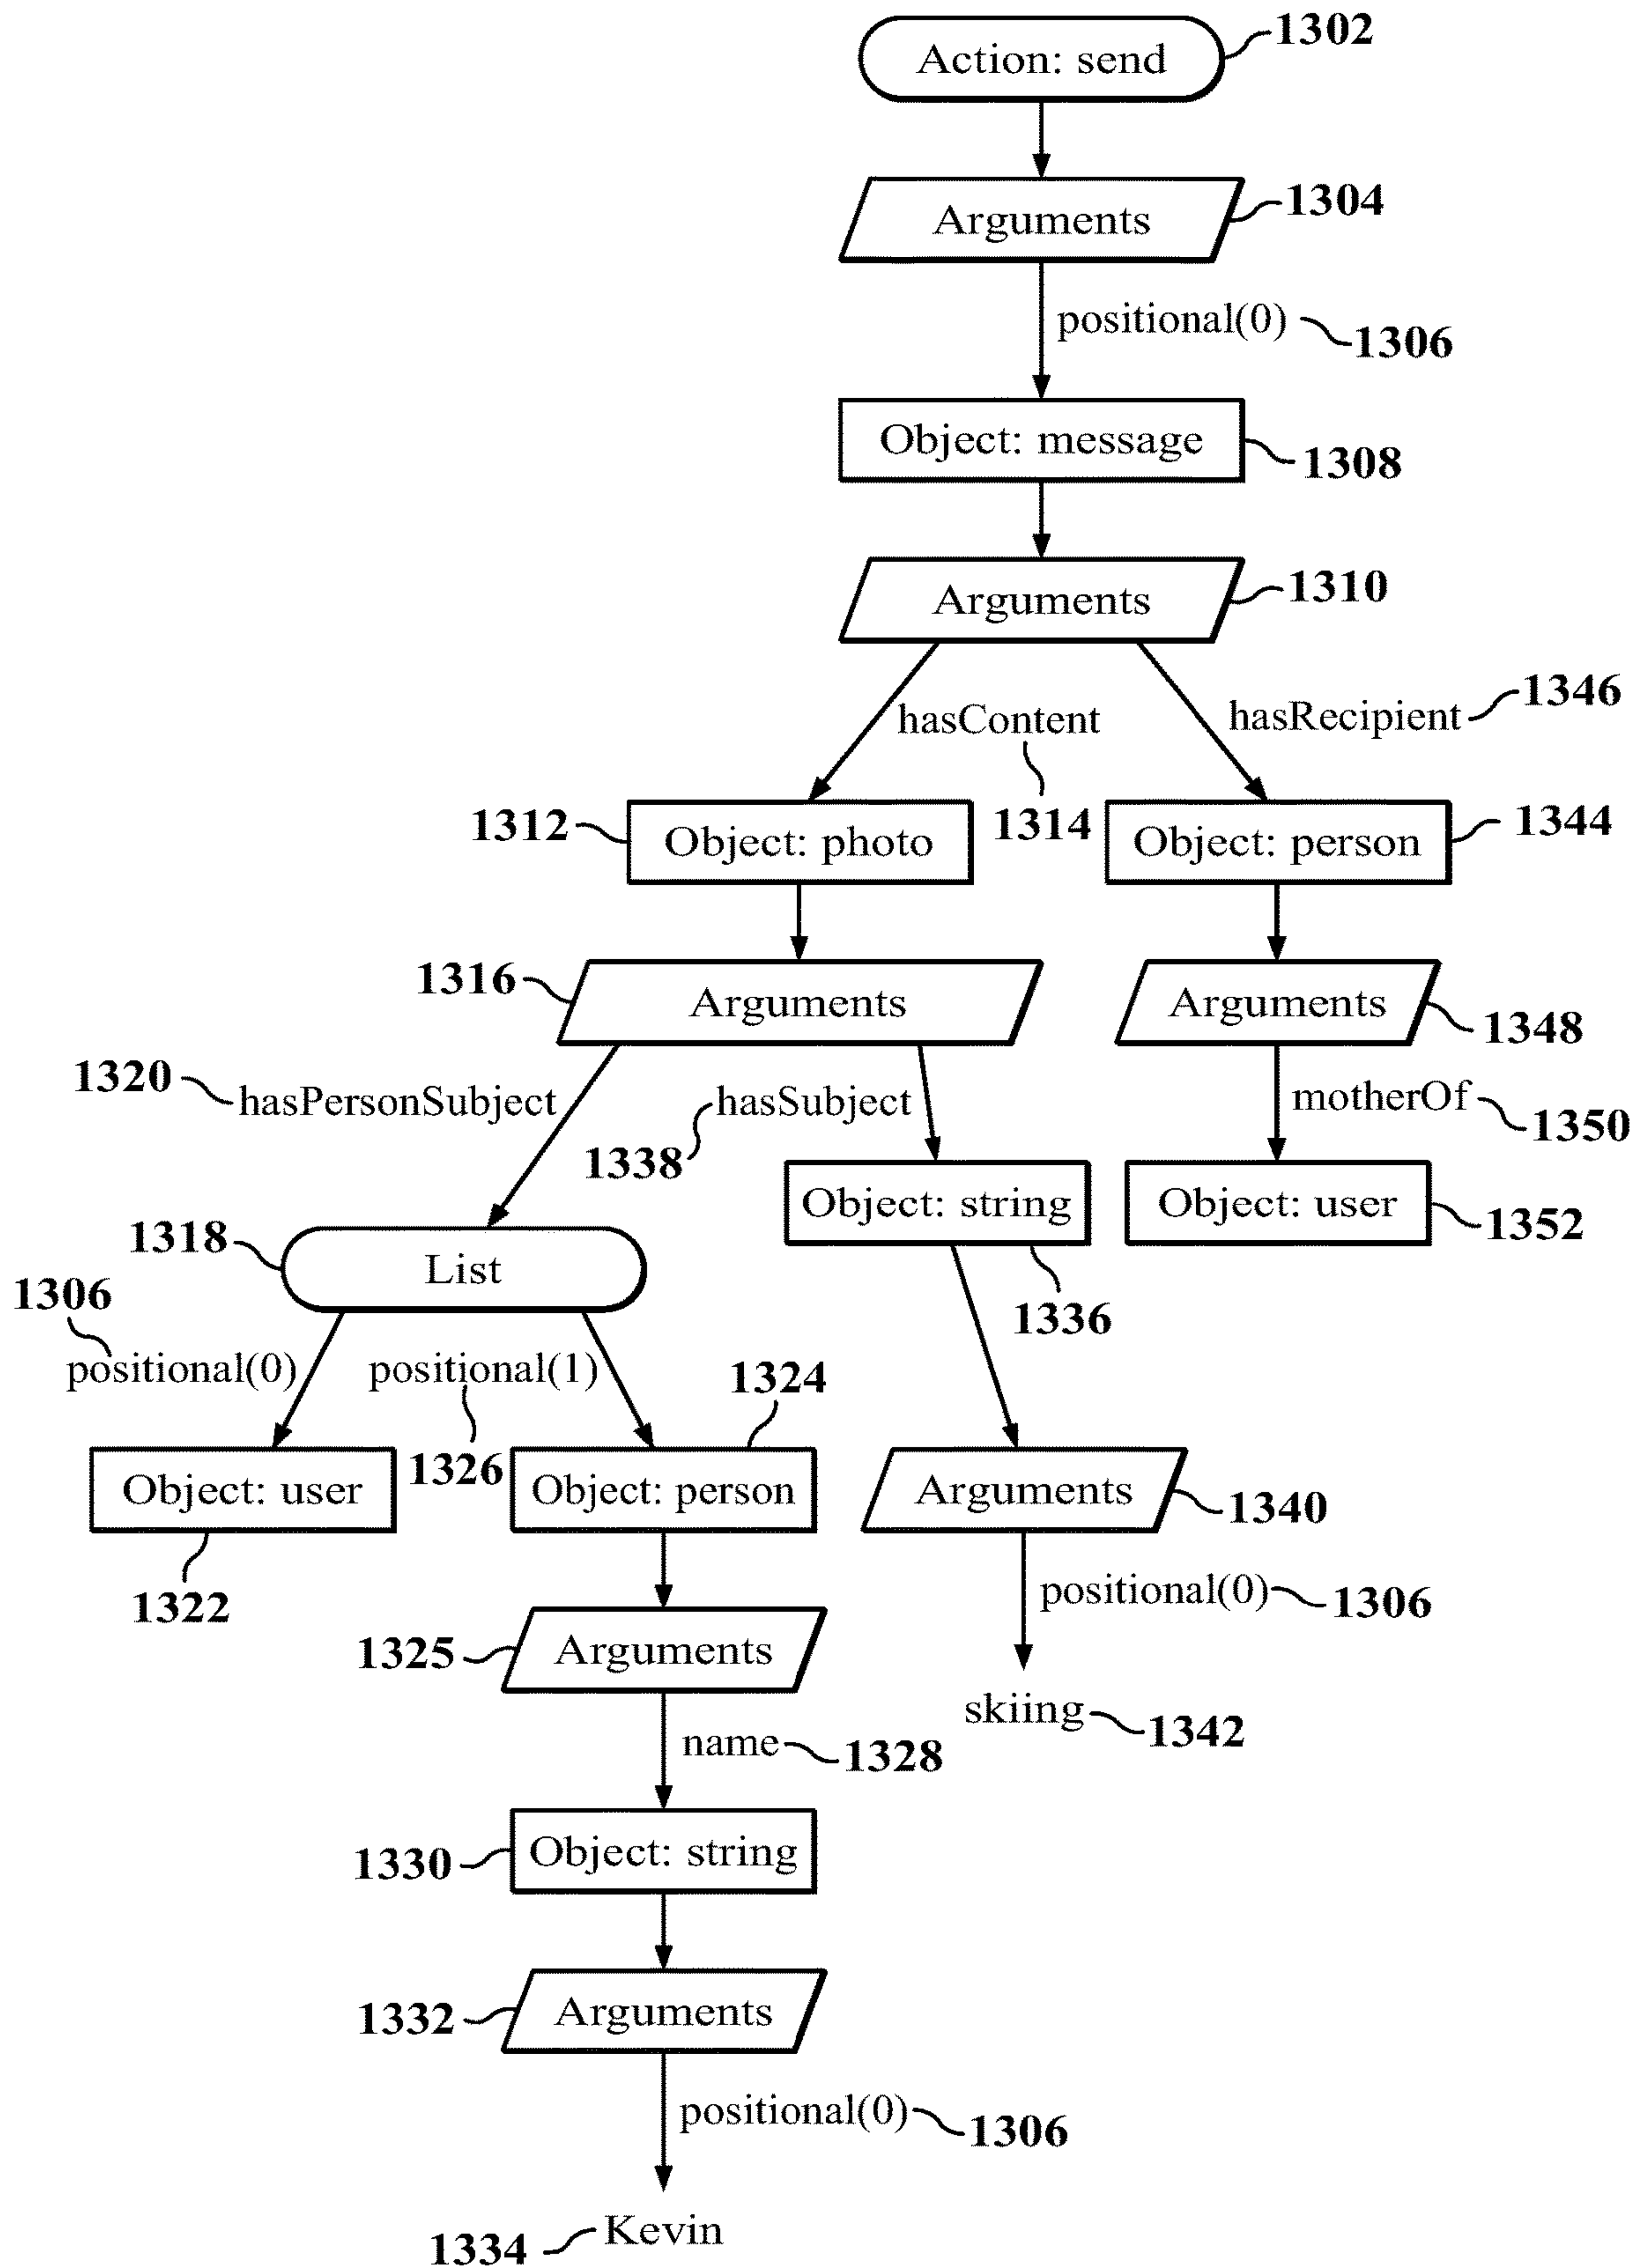 Action: send
1302
Arguments
1304
positional(0)
1306
Object: message
1308
Arguments
1310
hasContent
1314
hasRecipient
1346
1312
Object: photo
Object: person
1344
1316
Arguments
Arguments
1348
1320
hasPersonSubject
1338
hasSubject
motherOf
1350
Object: string
1336
Object: user
1352
1318
List
1306
positional(0)
positional(1)
1326
1324
Object: user
1322
Object: person
Arguments
1340
1325
Arguments
positional(0)
1306
skiing
1342
name
1328
1330
Object: string
1332
Arguments
positional(0)
1306
1334
Kevin